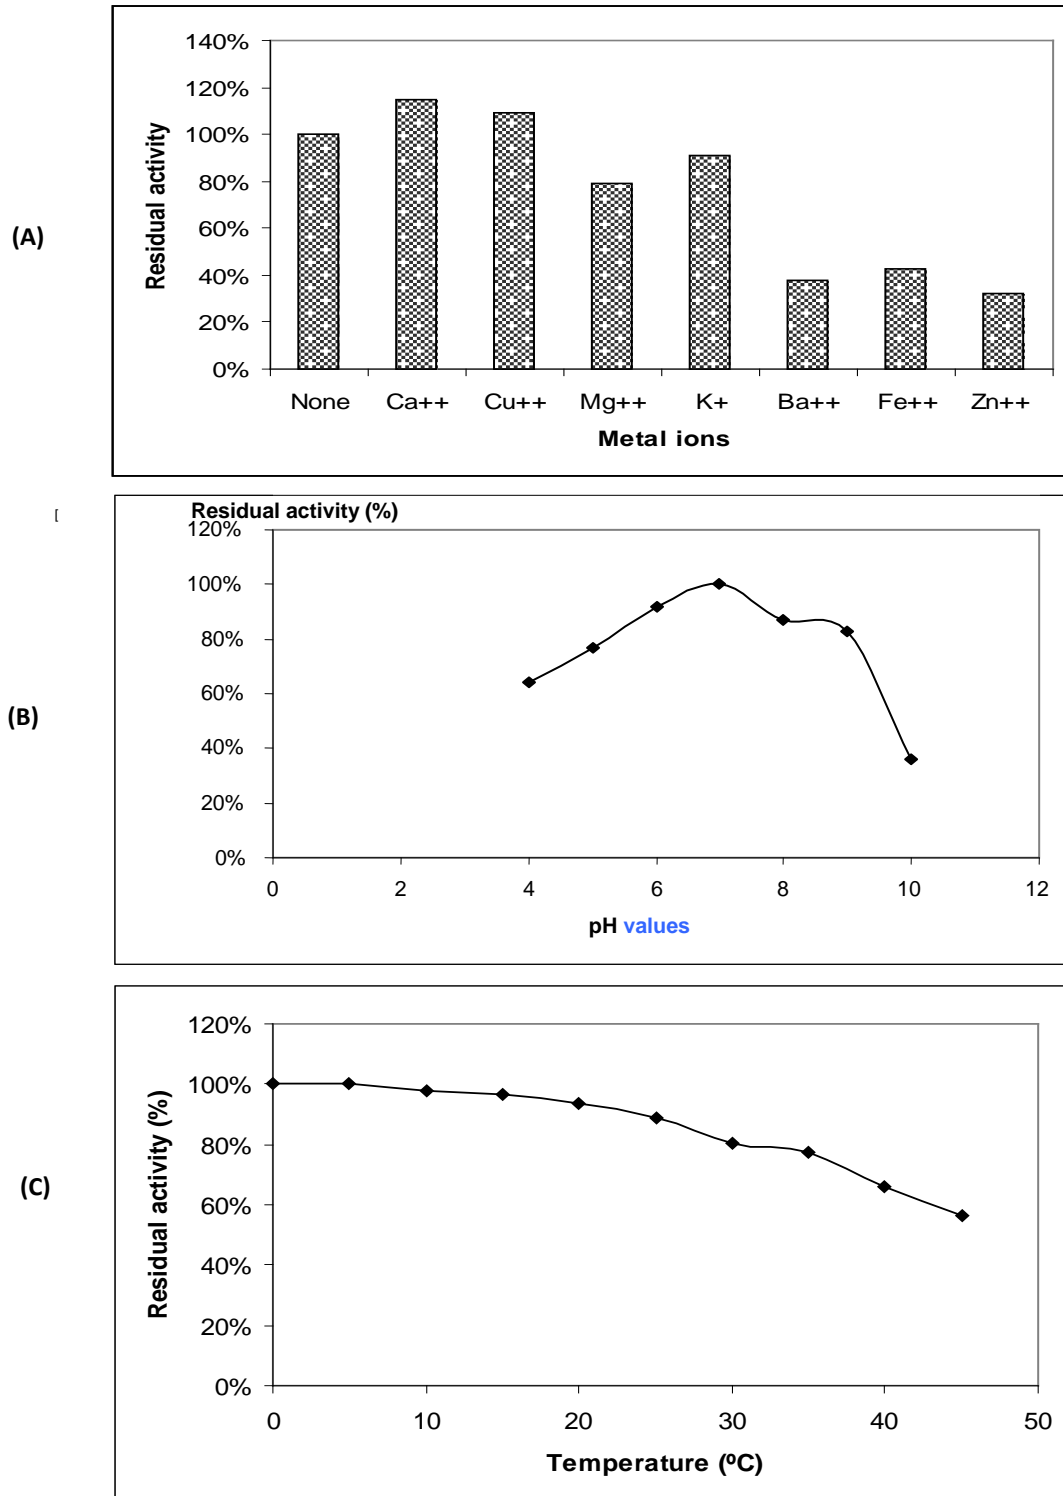 (A)
Residual activity
140%
120%
100%
80%
60%
40%
20%
0%
None Ca++ Cu++ Mg++ K+ Ba++ Fe++ Zn++
Metal ions
[
(B)
Residual activity (%)
120%
100%
80%
60%
40%
20%
0%
0 2 4 6 8 10 12
pH values
(C)
Residual activity (%)
120%
100%
80%
60%
40%
20%
0%
0 10 20 30 40 50
Temperature (ºC)